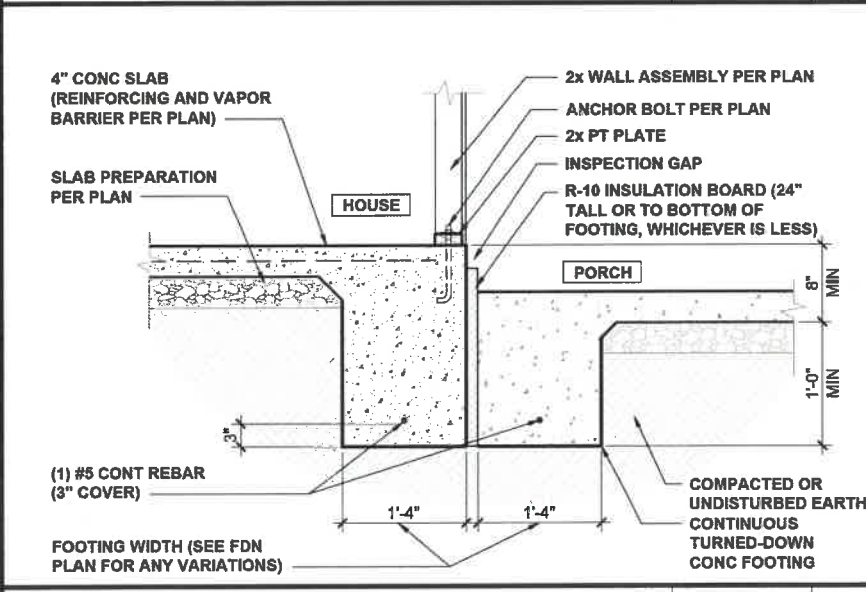 4" CONC SLAB
(REINFORCING AND VAPOR
BARRIER PER PLAN)
SLAB PREPARATION
PER PLAN
HOUSE
2x WALL ASSEMBLY PER PLAN
ANCHOR BOLT PER PLAN
2x PT PLATE
INSPECTION GAP
R-10 INSULATION BOARD (24"
TALL OR TO BOTTOM OF
FOOTING, WHICHEVER IS LESS)
PORCH
8"
MIN
1'-0"
MIN
3"
(1) #5 CONT REBAR
(3" COVER)
1'-4"
1'-4"
FOOTING WIDTH (SEE FDN
PLAN FOR ANY VARIATIONS)
COMPACTED OR
UNDISTURBED EARTH
CONTINUOUS
TURNED-DOWN
CONC FOOTING